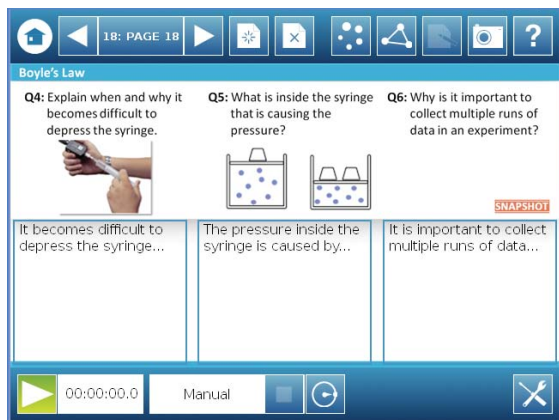 18: PAGE 18
?
Boyle's Law
Q4: Explain when and why it
becomes difficult to
depress the syringe.
Q5: What is inside the syringe
that is causing the
pressure?
Q6: Why is it important to
collect multiple runs of
data in an experiment?
SNAPSHOT
It becomes difficult to
depress the syringe...
The pressure inside the
syringe is caused by...
It is important to collect
multiple runs of data...
00:00:00.0
Manual